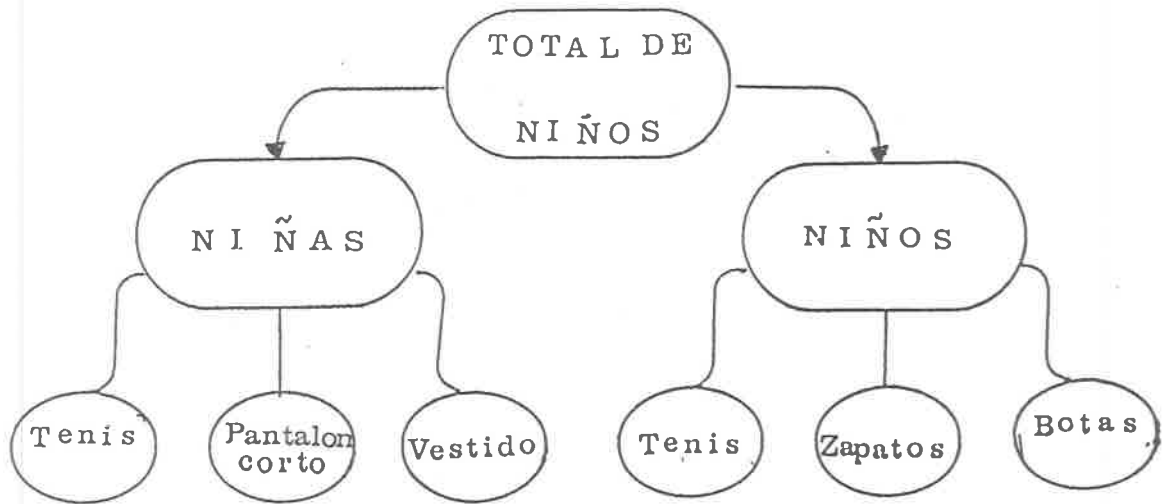 TOTAL DE
NIÑOS
NIÑAS
NIÑOS
Tenis
Pantalon
corto
Vestido
Tenis
Zapatos
Botas